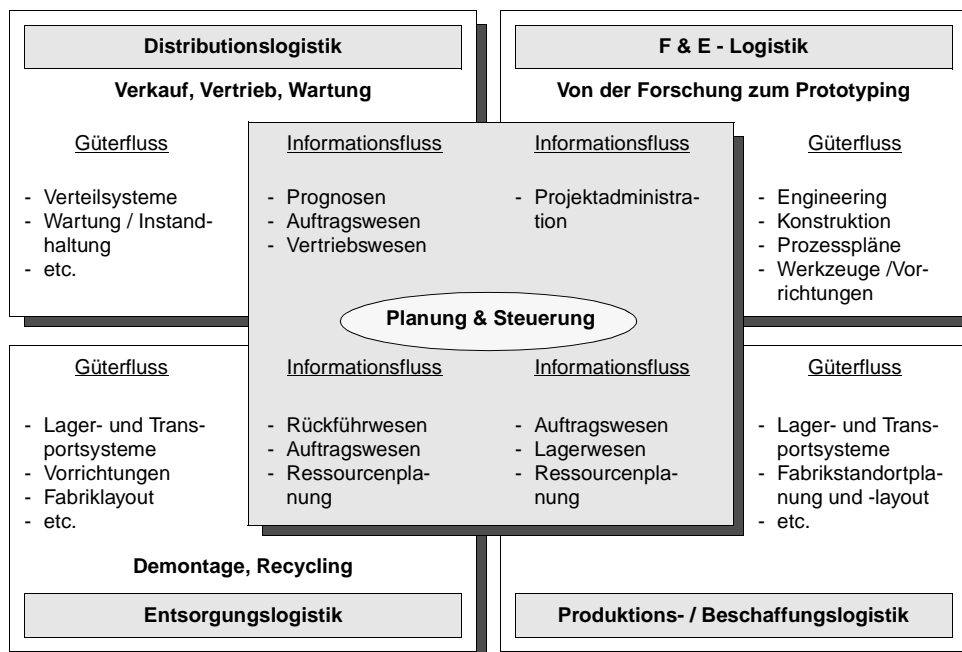 Distributionslogistik
Verkauf, Vertrieb, Wartung
Güterfluss
- Verteilsysteme
- Wartung / Instand-
haltung
- etc.
Informationsfluss
- Prognosen
- Auftragswesen
- Vertriebswesen
F & E - Logistik
Von der Forschung zum Prototyping
Informationsfluss
- Projektadministra-
tion
Güterfluss
- Engineering
- Konstruktion
- Prozesspläne
- Werkzeuge /Vor-
richtungen
Planung & Steuerung
Güterfluss
- Lager- und Trans-
portsysteme
- Vorrichtungen
- Fabriklayout
- etc.
Informationsfluss
- Rückführwesen
- Auftragswesen
- Ressourcenpla-
nung
Demontage, Recycling
Entsorgungslogistik
Informationsfluss
- Auftragswesen
- Lagerwesen
- Ressourcenpla-
nung
Güterfluss
- Lager- und Trans-
portsysteme
- Fabrikstandortpla-
nung und -layout
- etc.
Produktions- / Beschaffungslogistik